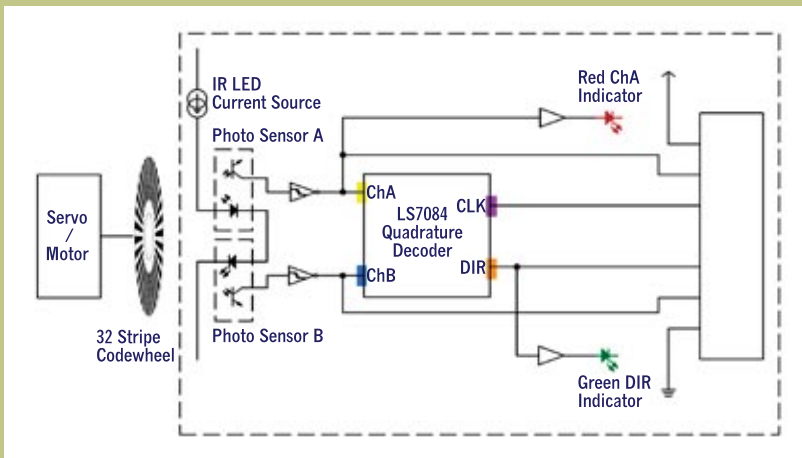 IR LED
Current Source
Red ChA
Indicator
Photo Sensor A
ChA
CLK
LS7084
Quadrature
Decoder
Servo
/
Motor
ChB
DIR
32 Stripe
Codewheel
Photo Sensor B
Green DIR
Indicator